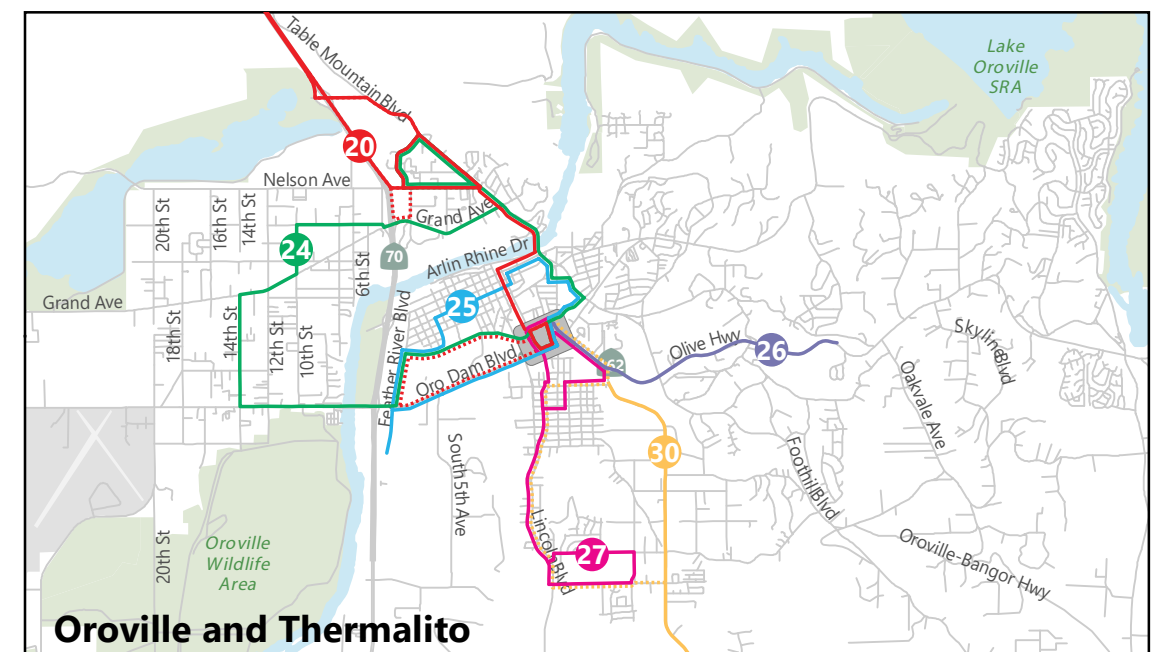 Table Mountain Blvd
Lake
Oroville
SRA
20
Nelson Ave
20th St
16th St
14th St
Grand Ave
24
70
6th St
Arlin Rhine Dr
25
Grand Ave
18th St
14th St
12th St
10th St
Feather River Blvd
Oro Dam Blvd
62
Olive Hwy
26
Skyline Blvd
Oakvale Ave
30
South 5th Ave
Foothill Blvd
20th St
Oroville
Wildlife
Area
Lincoln Blvd
27
Oroville-Bangor Hwy
Oroville and Thermalito